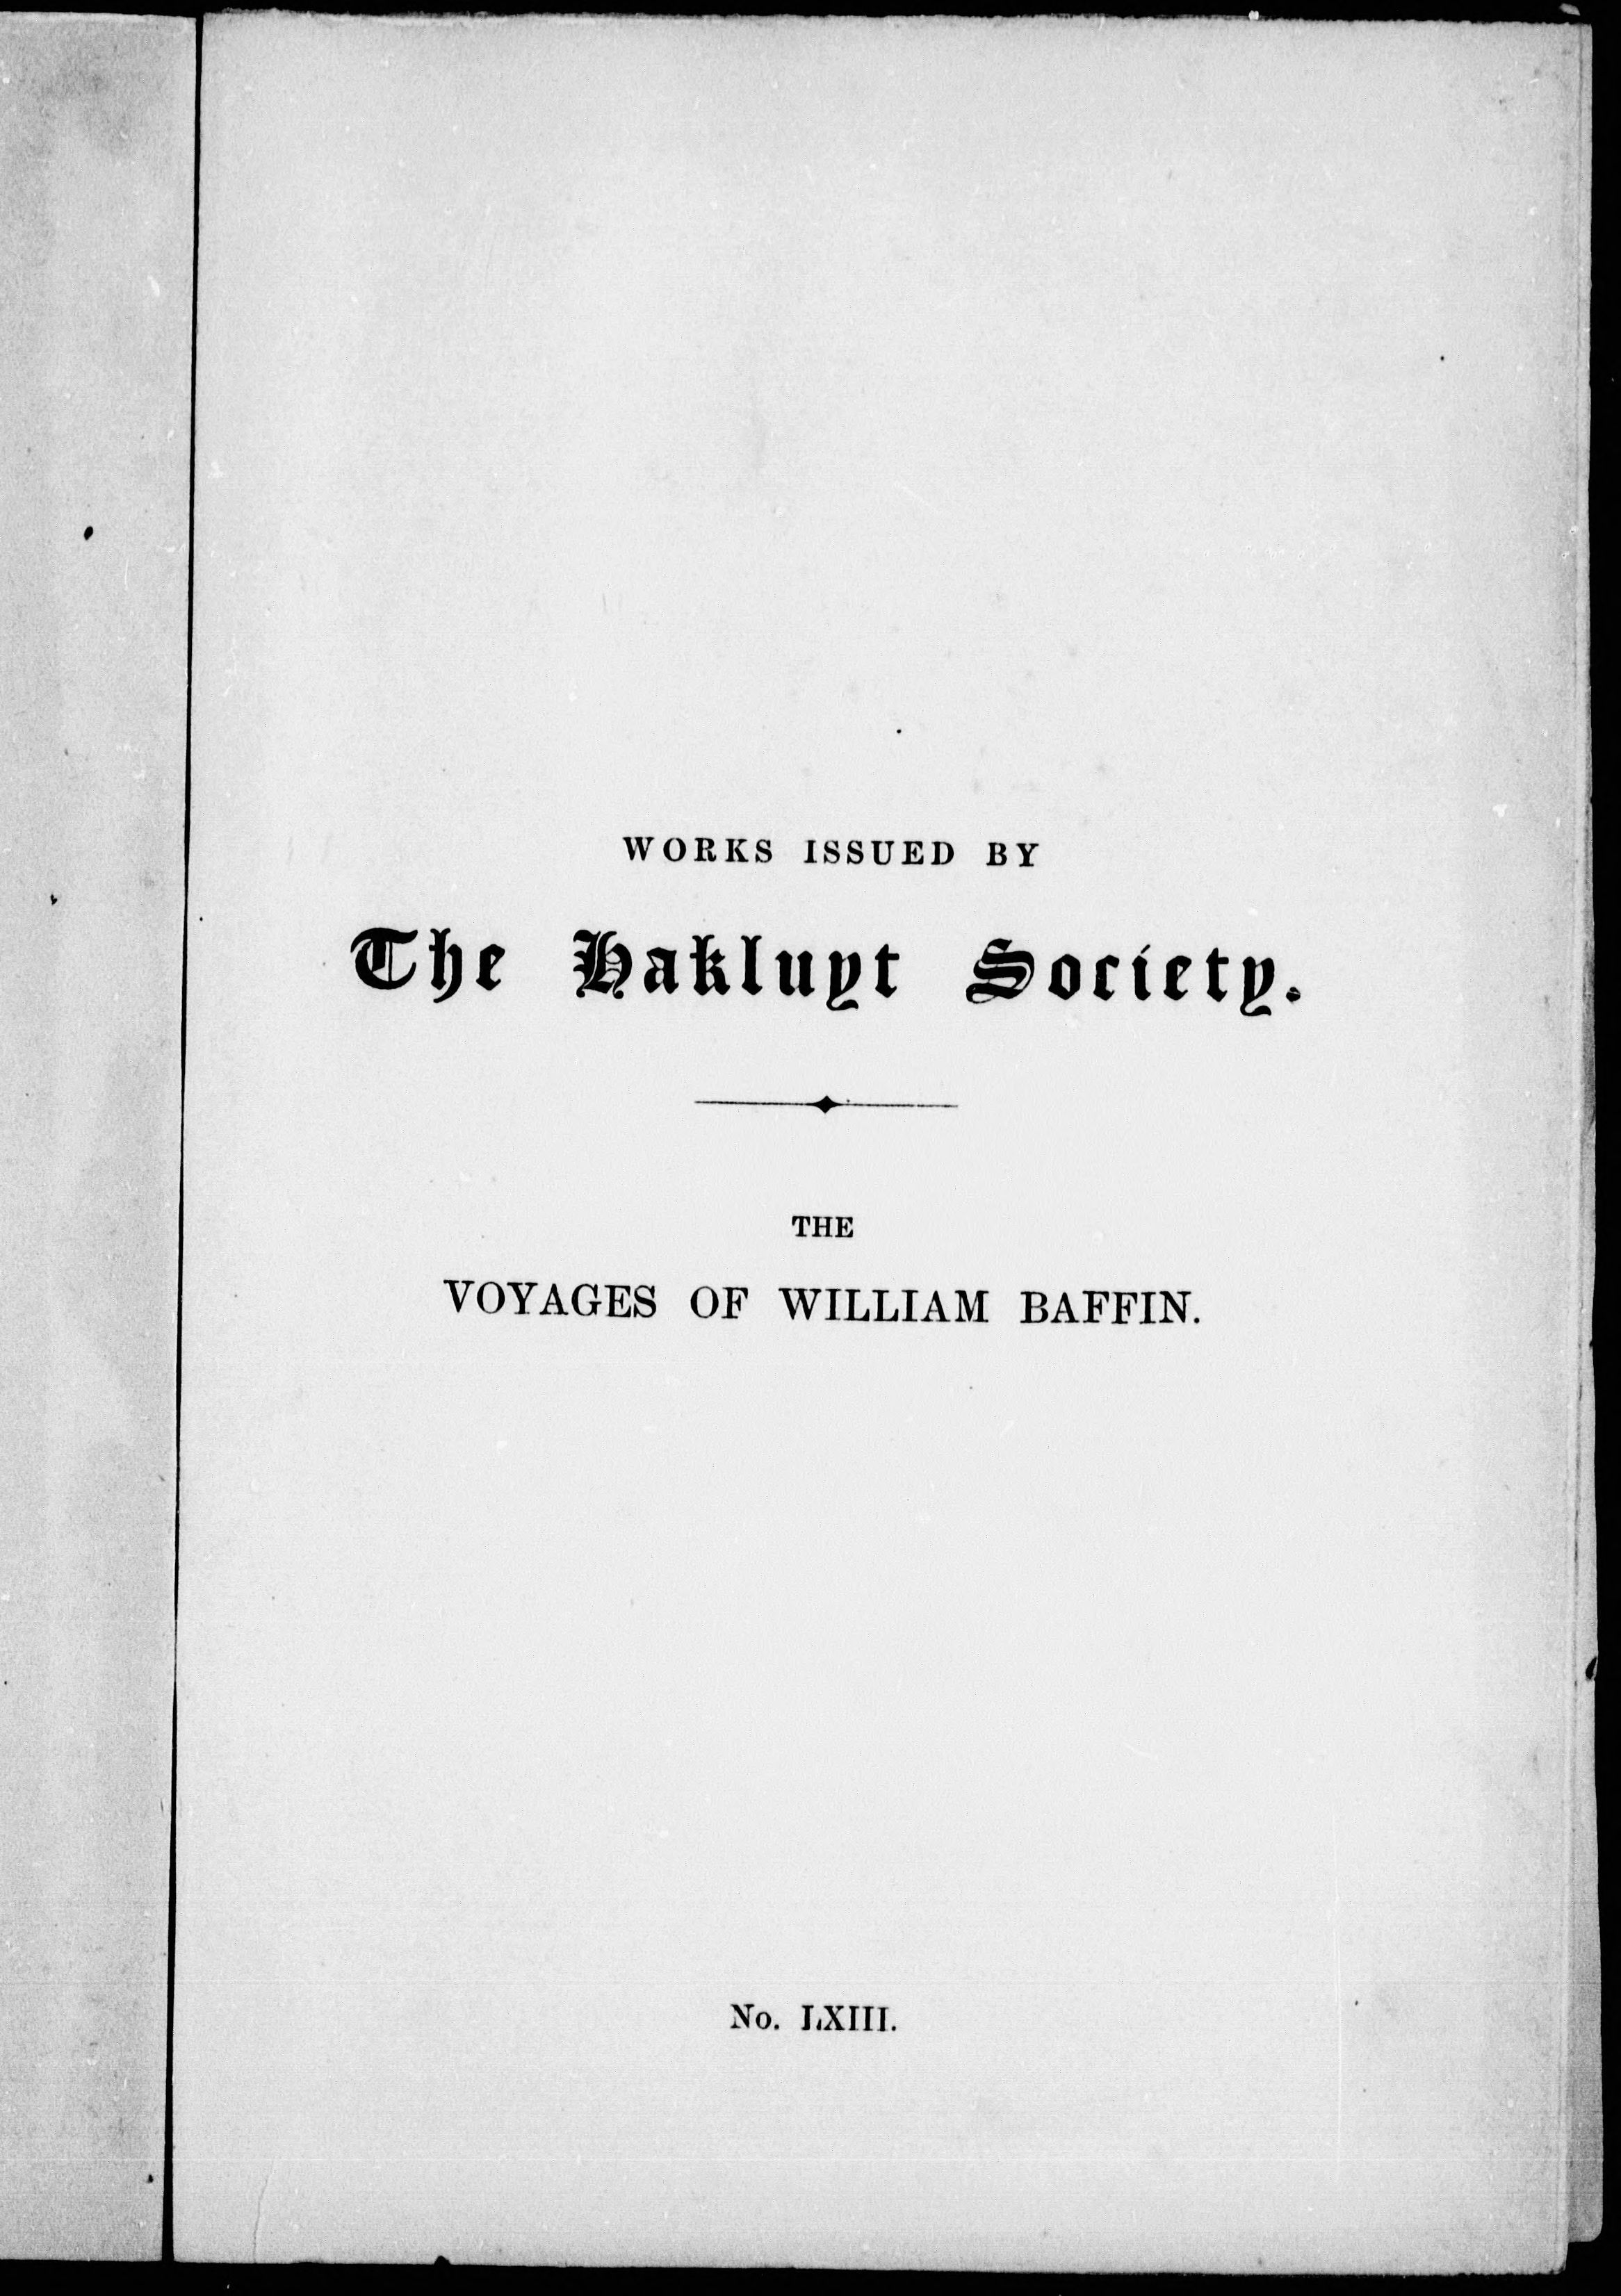 WORKS ISSUED BY
The Hakluyt Society.
THE
VOYAGES OF WILLIAM BAFFIN.
No. LXIII.